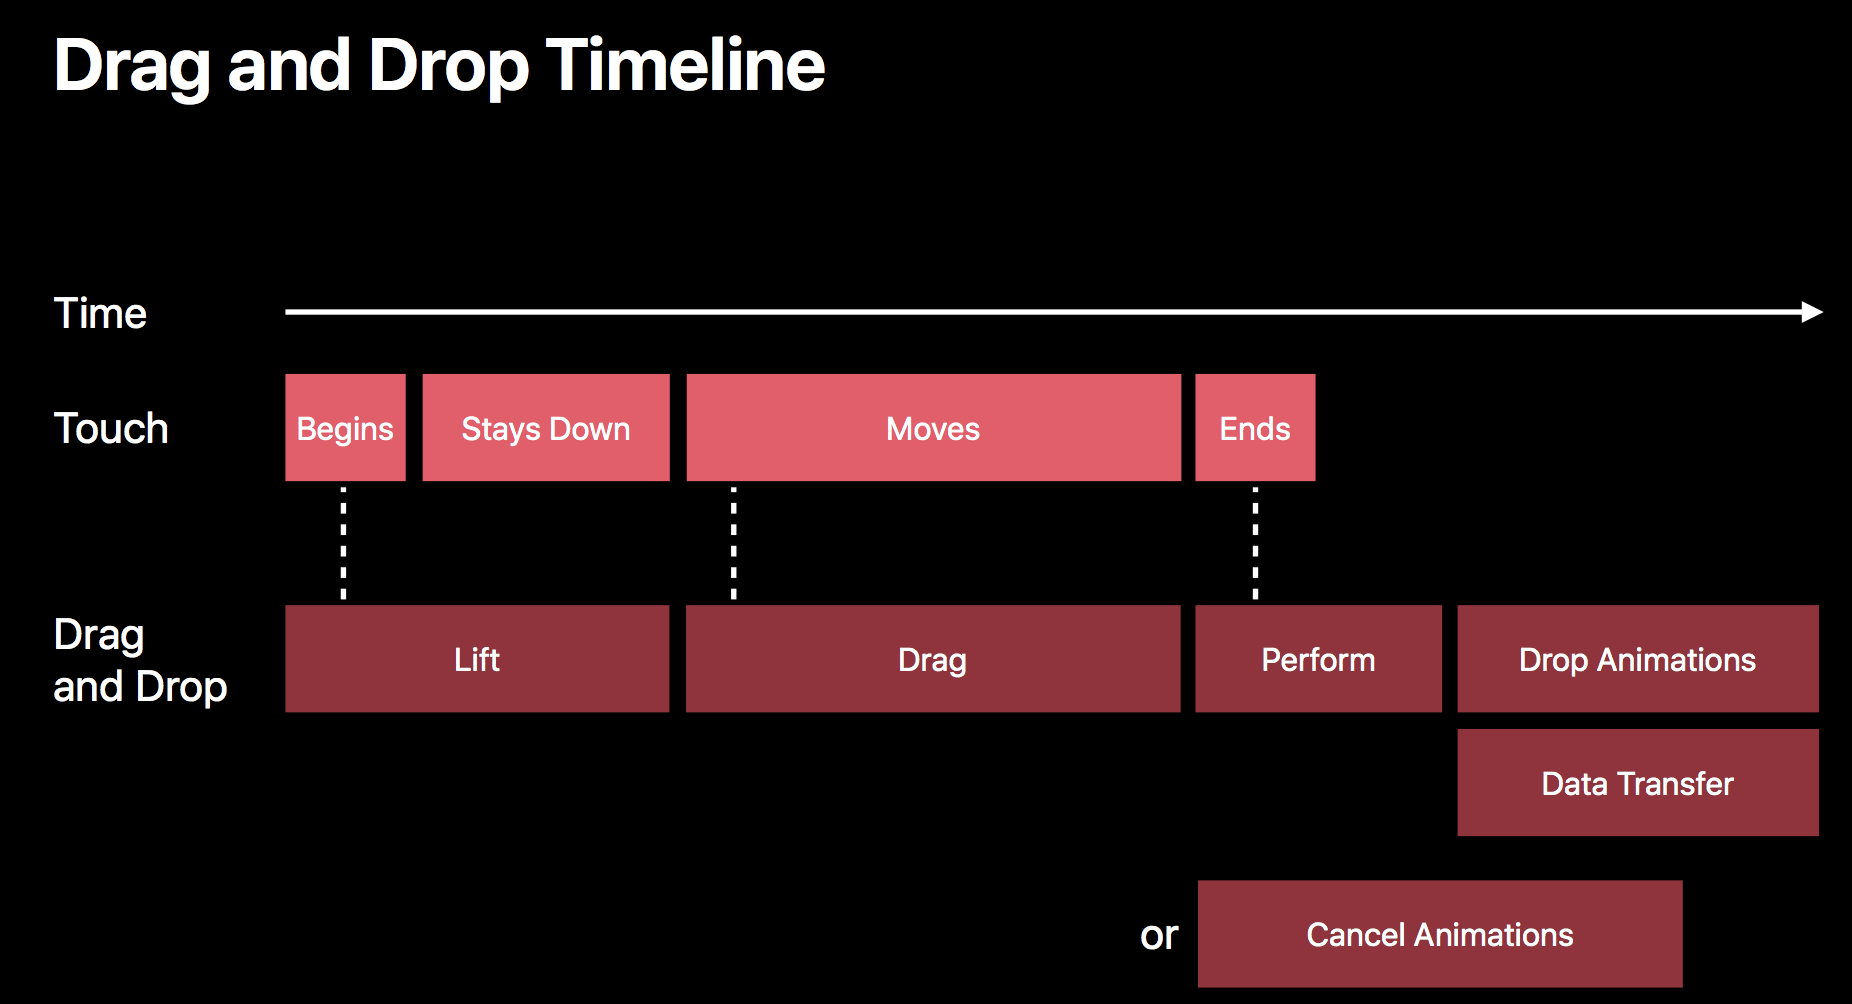 Drag and Drop Timeline
Time
Touch
Begins
Stays Down
Moves
Ends
Drag
and Drop
Lift
Drag
Perform
Drop Animations
Data Transfer
or
Cancel Animations